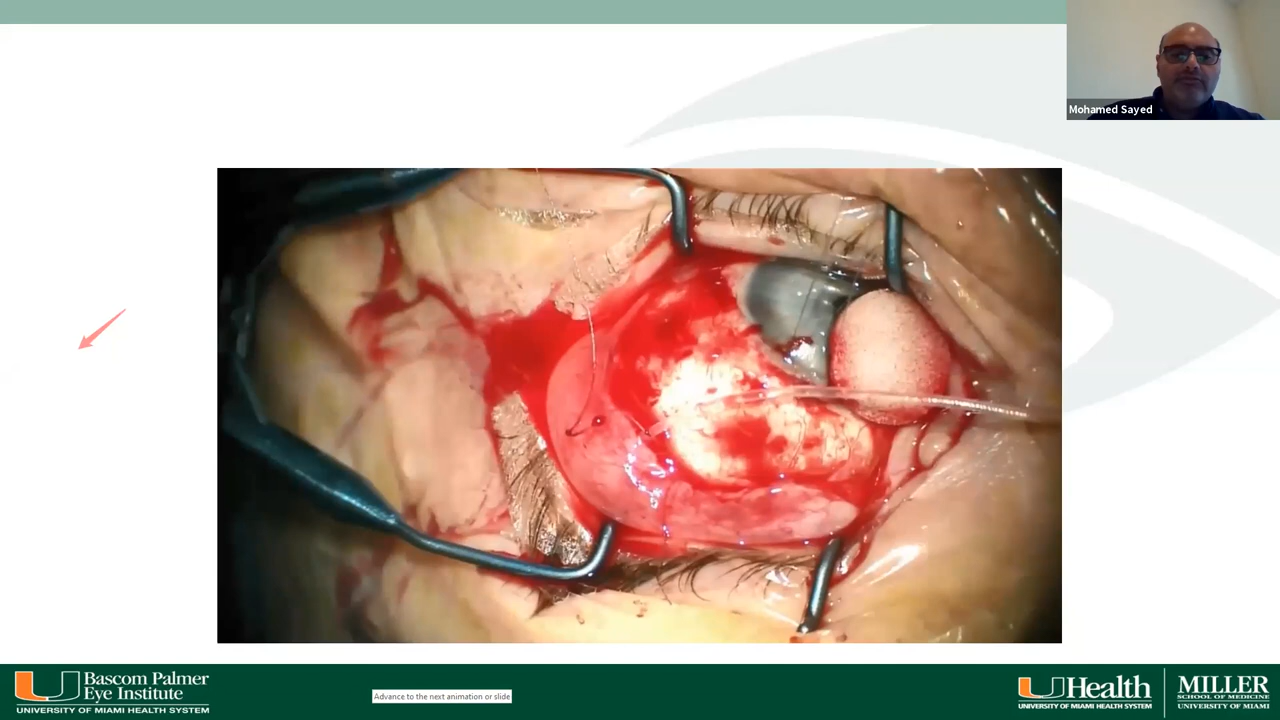 Mohamed Sayed
Bascom Palmer
Eye Institute
UNIVERSITY OF MIAMI HEALTH SYSTEM
Advance to the next animation or slide
UHealth
UNIVERSITY OF MIAMI HEALTH SYSTEM
MILLER
SCHOOL OF MEDICINE
UNIVERSITY OF MIAMI